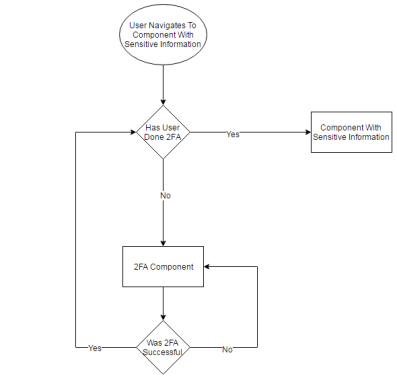 User Navigates To
Component With
Sensitive Information
Has User
Done 2FA
Yes
Component With
Sensitive Information
No
2FA Component
Was 2FA
Successful
Yes
No